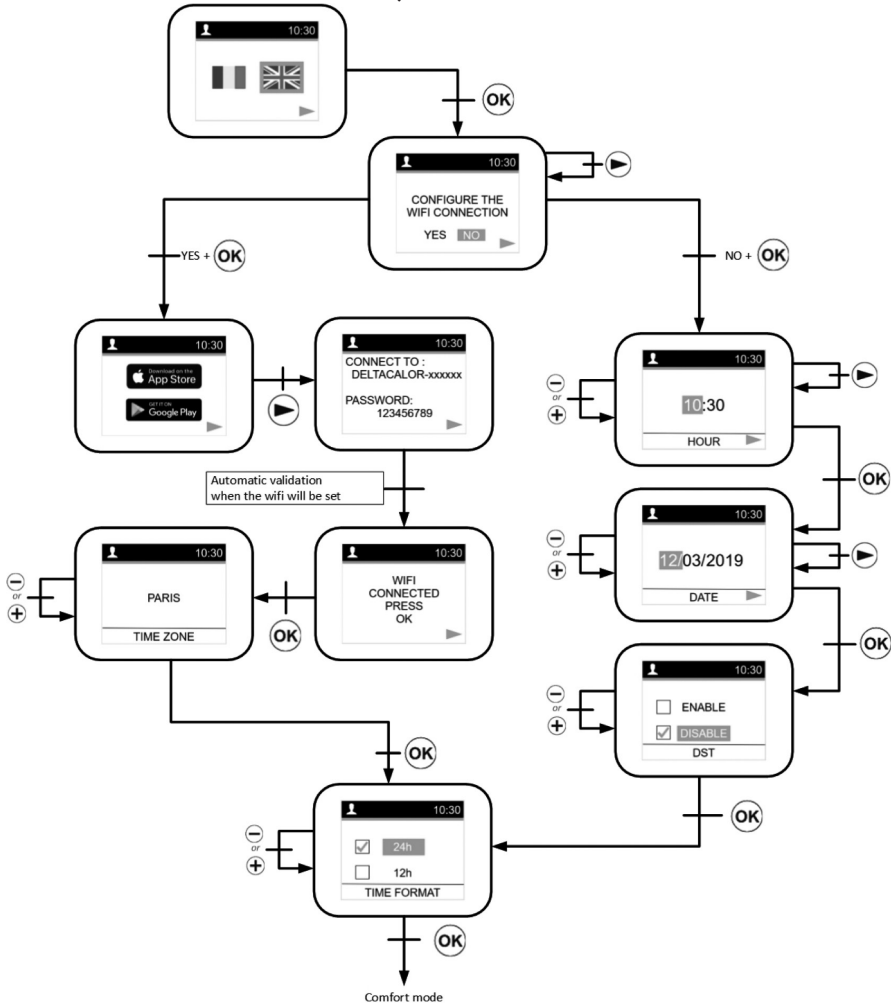 10:30
OK
10:30
CONFIGURE THE
WIFI CONNECTION
YES NO
YES + OK
NO + OK
10:30
Download on the
App Store
GET IT ON
Google Play
10:30
CONNECT TO :
DELTACALOR-xxxxxx
PASSWORD:
123456789
10:30
10:30
HOUR
or
OK
Automatic validation
when the wifi will be set
10:30
PARIS
TIME ZONE
or
OK
10:30
WIFI
CONNECTED
PRESS
OK
10:30
12/03/2019
DATE
or
OK
10:30
ENABLE
DISABLE
DST
or
OK
OK
10:30
24h
12h
TIME FORMAT
or
OK
Comfort mode